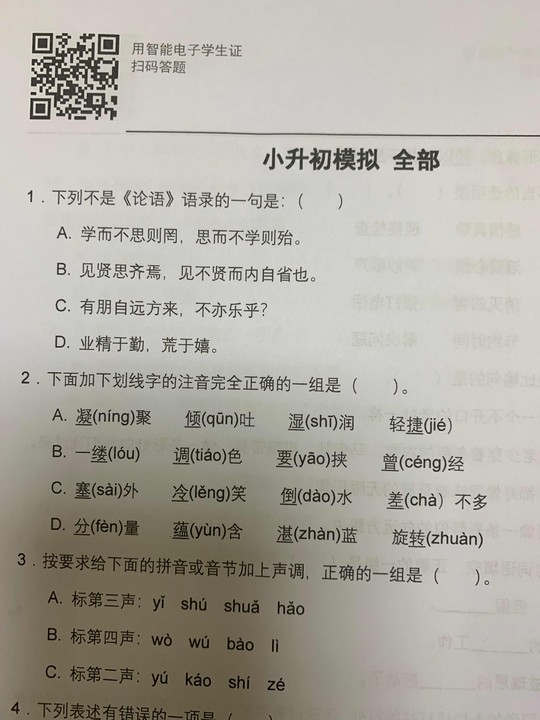 用智能电子学生证
扫码答题
小升初模拟 全部
1．下列不是《论语》语录的一句是：（  ）
A. 学而不思则罔，思而不学则殆。
B. 见贤思齐焉，见不贤而内自省也。
C. 有朋自远方来，不亦乐乎？
D. 业精于勤，荒于嬉。
2．下面加下划线字的注音完全正确的一组是（  ）。
A. 凝(níng)聚 倾(qūn)吐 湿(shī)润 轻捷(jié)
B. 一缕(lóu) 调(tiáo)色 要(yāo)挟 曾(céng)经
C. 塞(sài)外 冷(lěng)笑 倒(dào)水 差(chà）不多
D. 分(fèn)量 蕴(yùn)含 湛(zhàn)蓝 旋转(zhuàn)
3．按要求给下面的拼音或音节加上声调，正确的一组是（  ）。
A. 标第三声：yǐ shú shuǎ hǎo
B. 标第四声：wò wú bào lì
C. 标第二声：yú káo shí zé
4．下列表述有错误的一项是（  ）